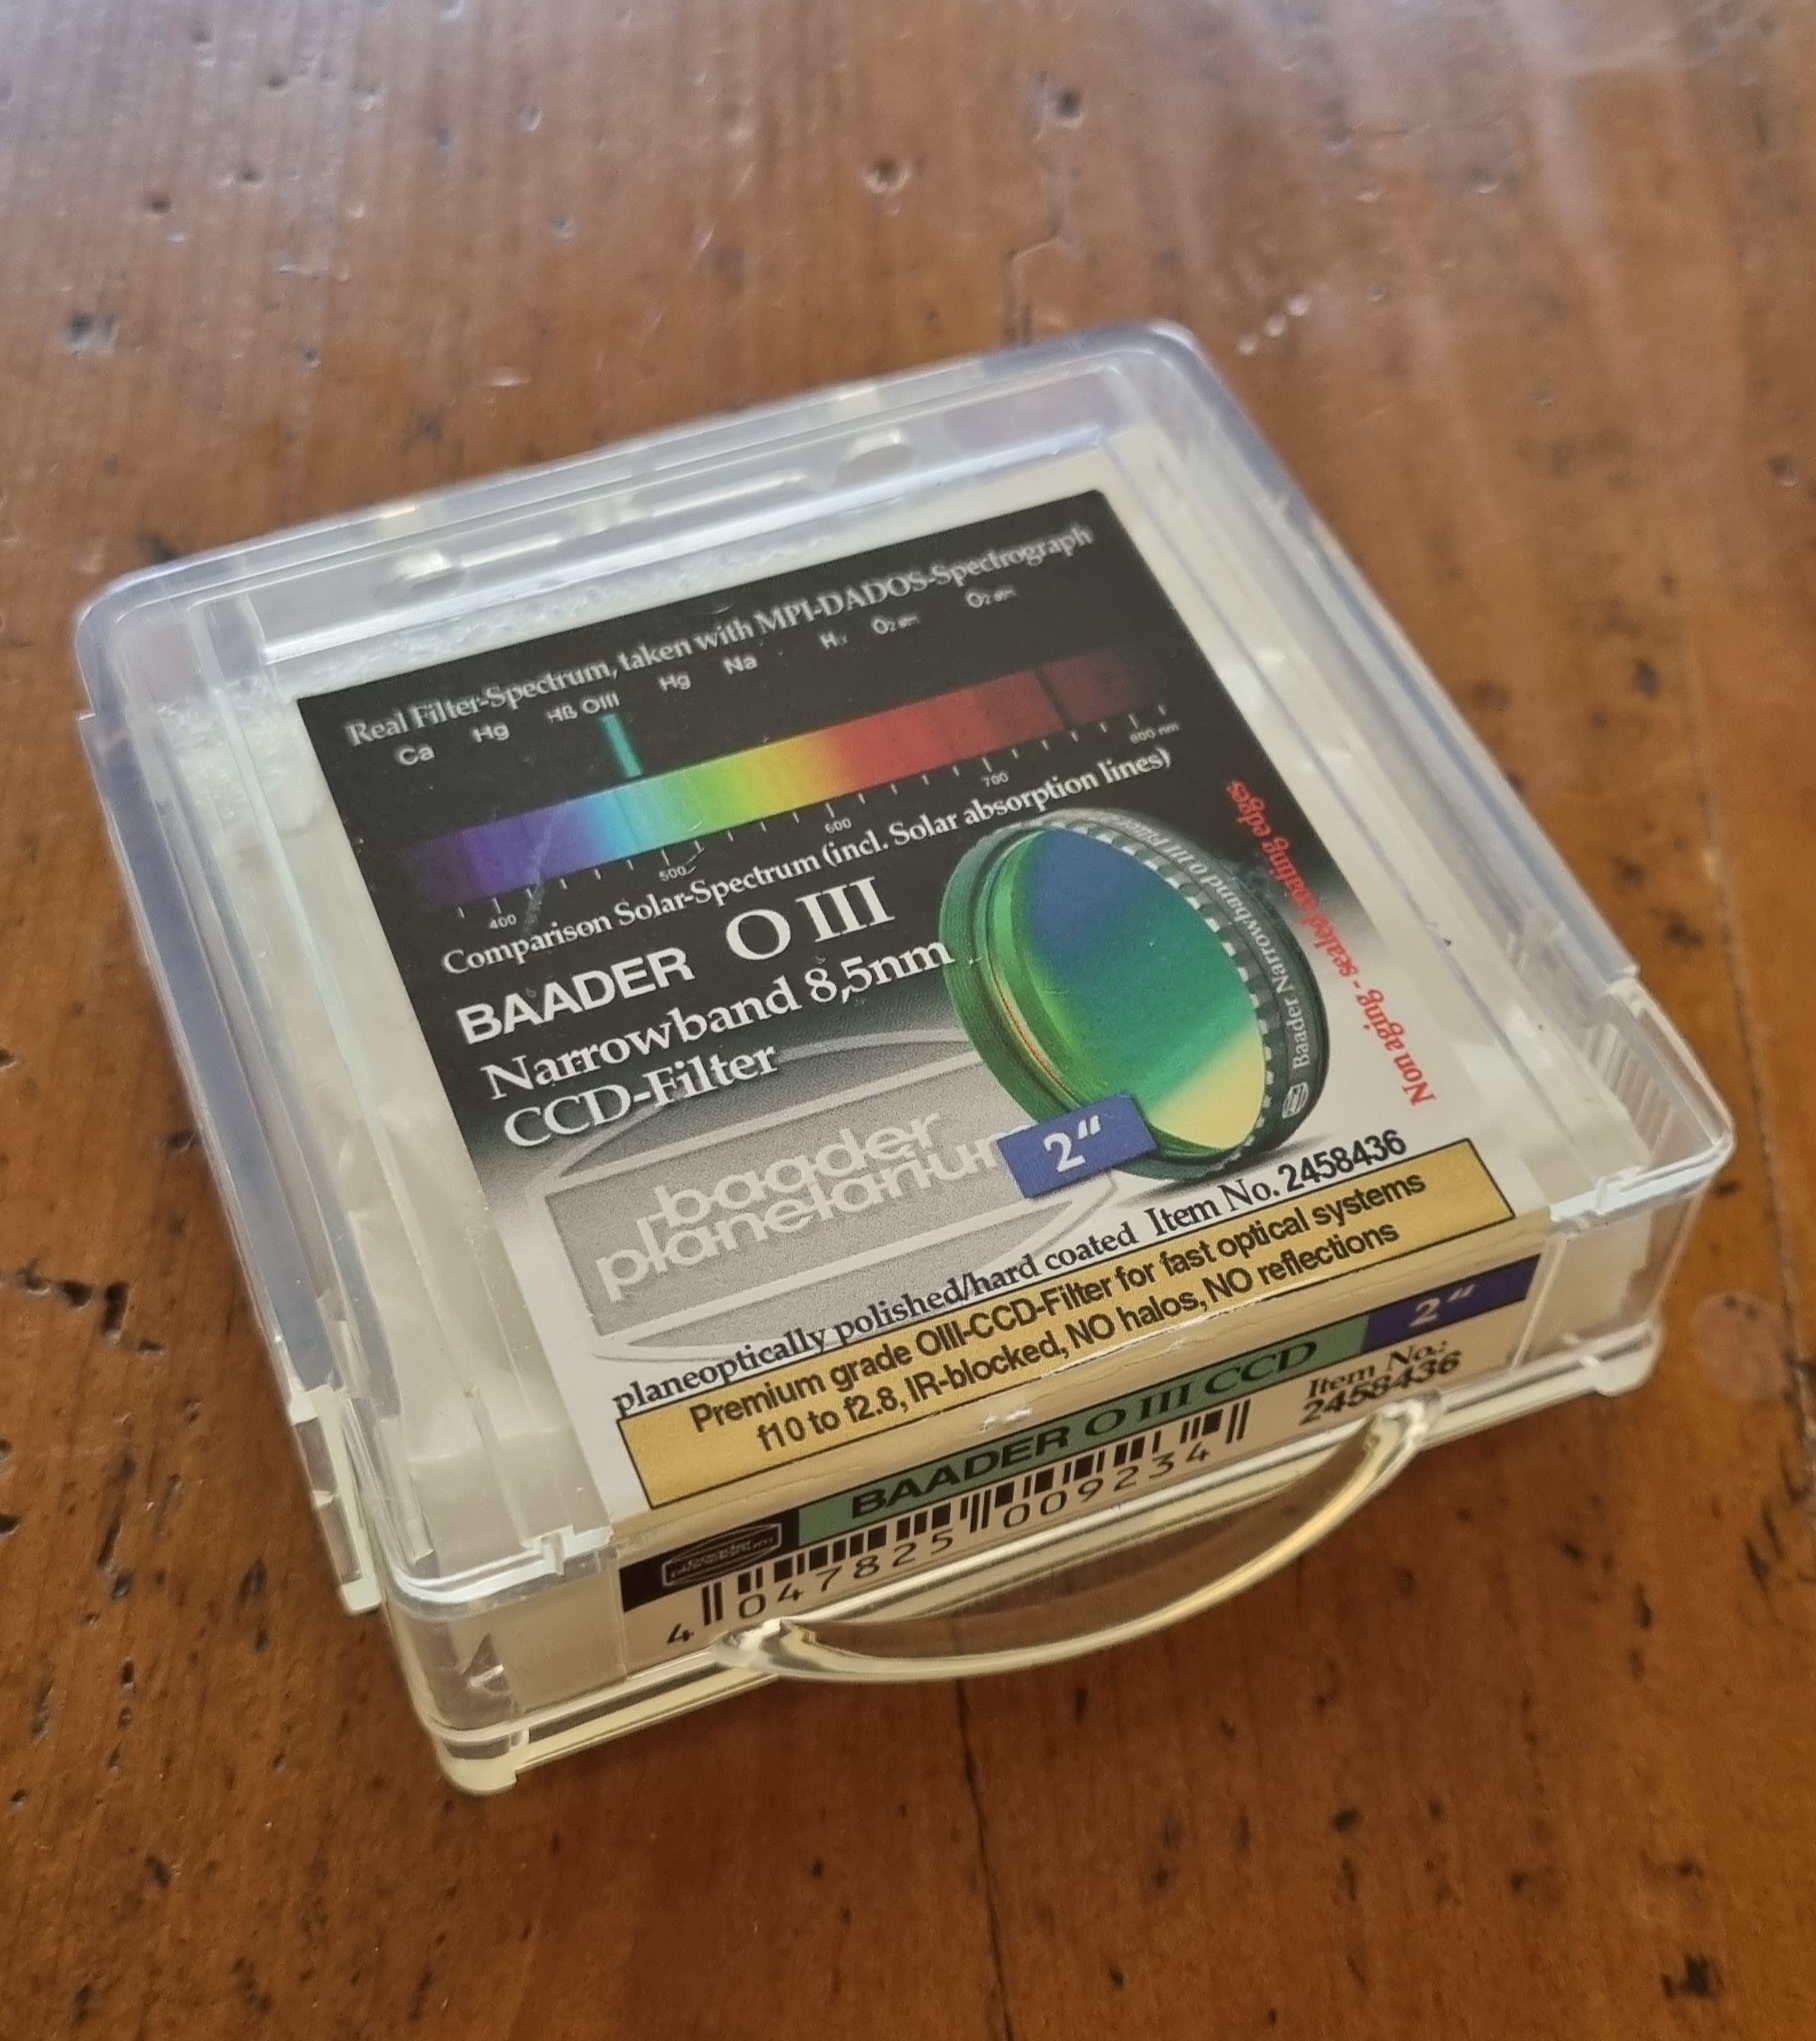 Real Filter-Spectrum, taken with MPI-DADOS-Spectrograph
Ca Hg Hß OIII Hg Na O₂ atm O₂ atm
400 500 600 700 800 nm
Comparison Solar-Spectrum (incl. Solar absorption lines)
BAADER O III
Narrowband 8,5nm
CCD-Filter
Baader Narrowband O III
Non aging - sealed coating edges
baader
planetarium
2“
planeoptically polished/hard coated Item No. 2458436
Premium grade OIII-CCD-Filter for fast optical systems
f10 to f2.8, IR-blocked, NO halos, NO reflections
BAADER O III CCD 2“
Item No.:
2458436
4 047825 009234